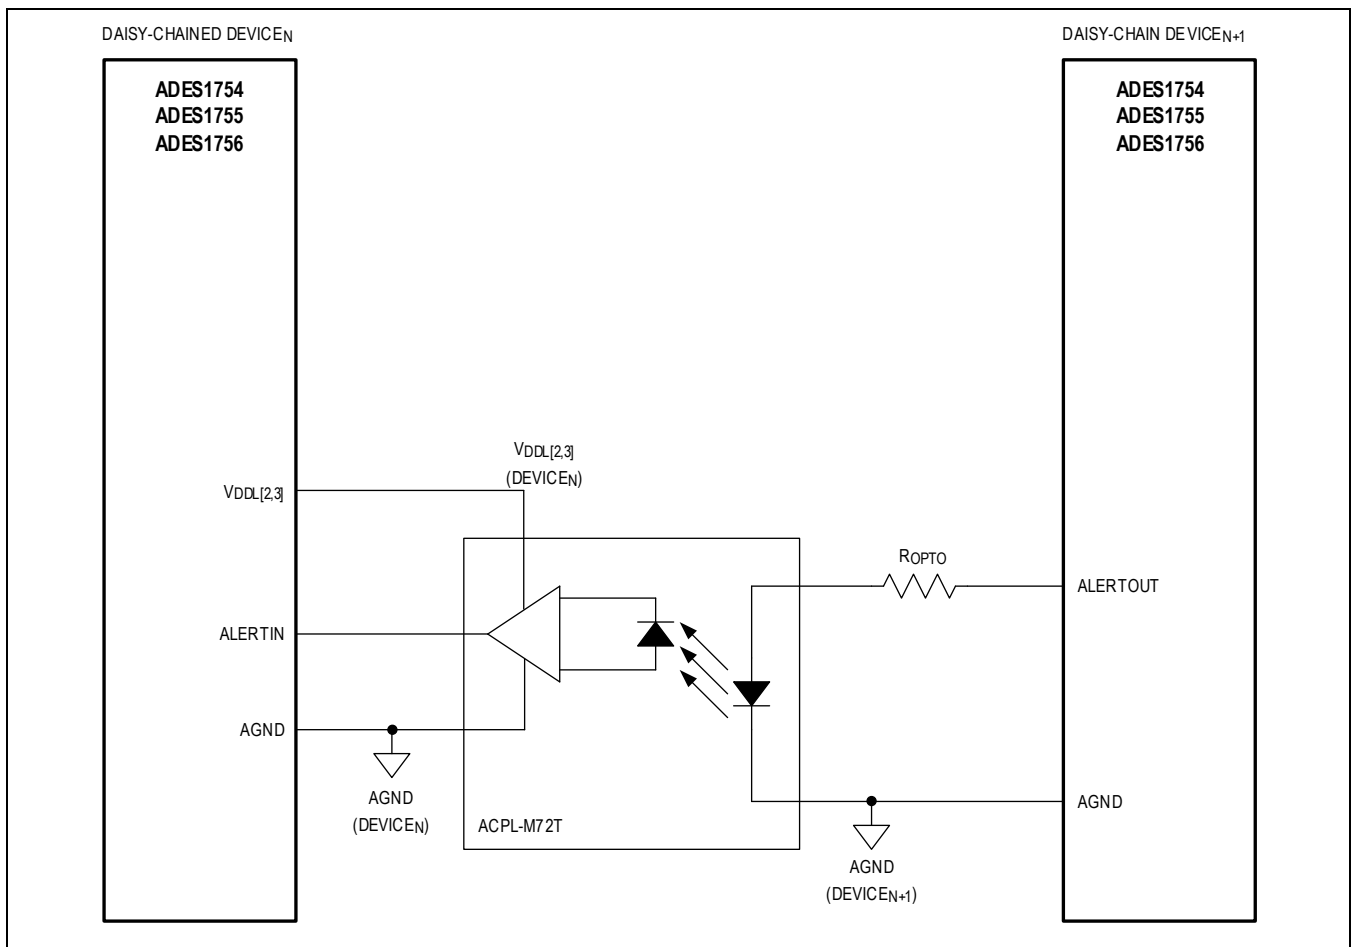 DAISY-CHAINED DEVICEN
DAISY-CHAIN DEVICEN+1
ADES1754
ADES1755
ADES1756
ADES1754
ADES1755
ADES1756
VDDL[2,3]
(DEVICEN)
VDDL[2,3]
ROPTO
ALERTOUT
ALERTIN
AGND
AGND
(DEVICEN)
ACPL-M72T
AGND
AGND
(DEVICEN+1)